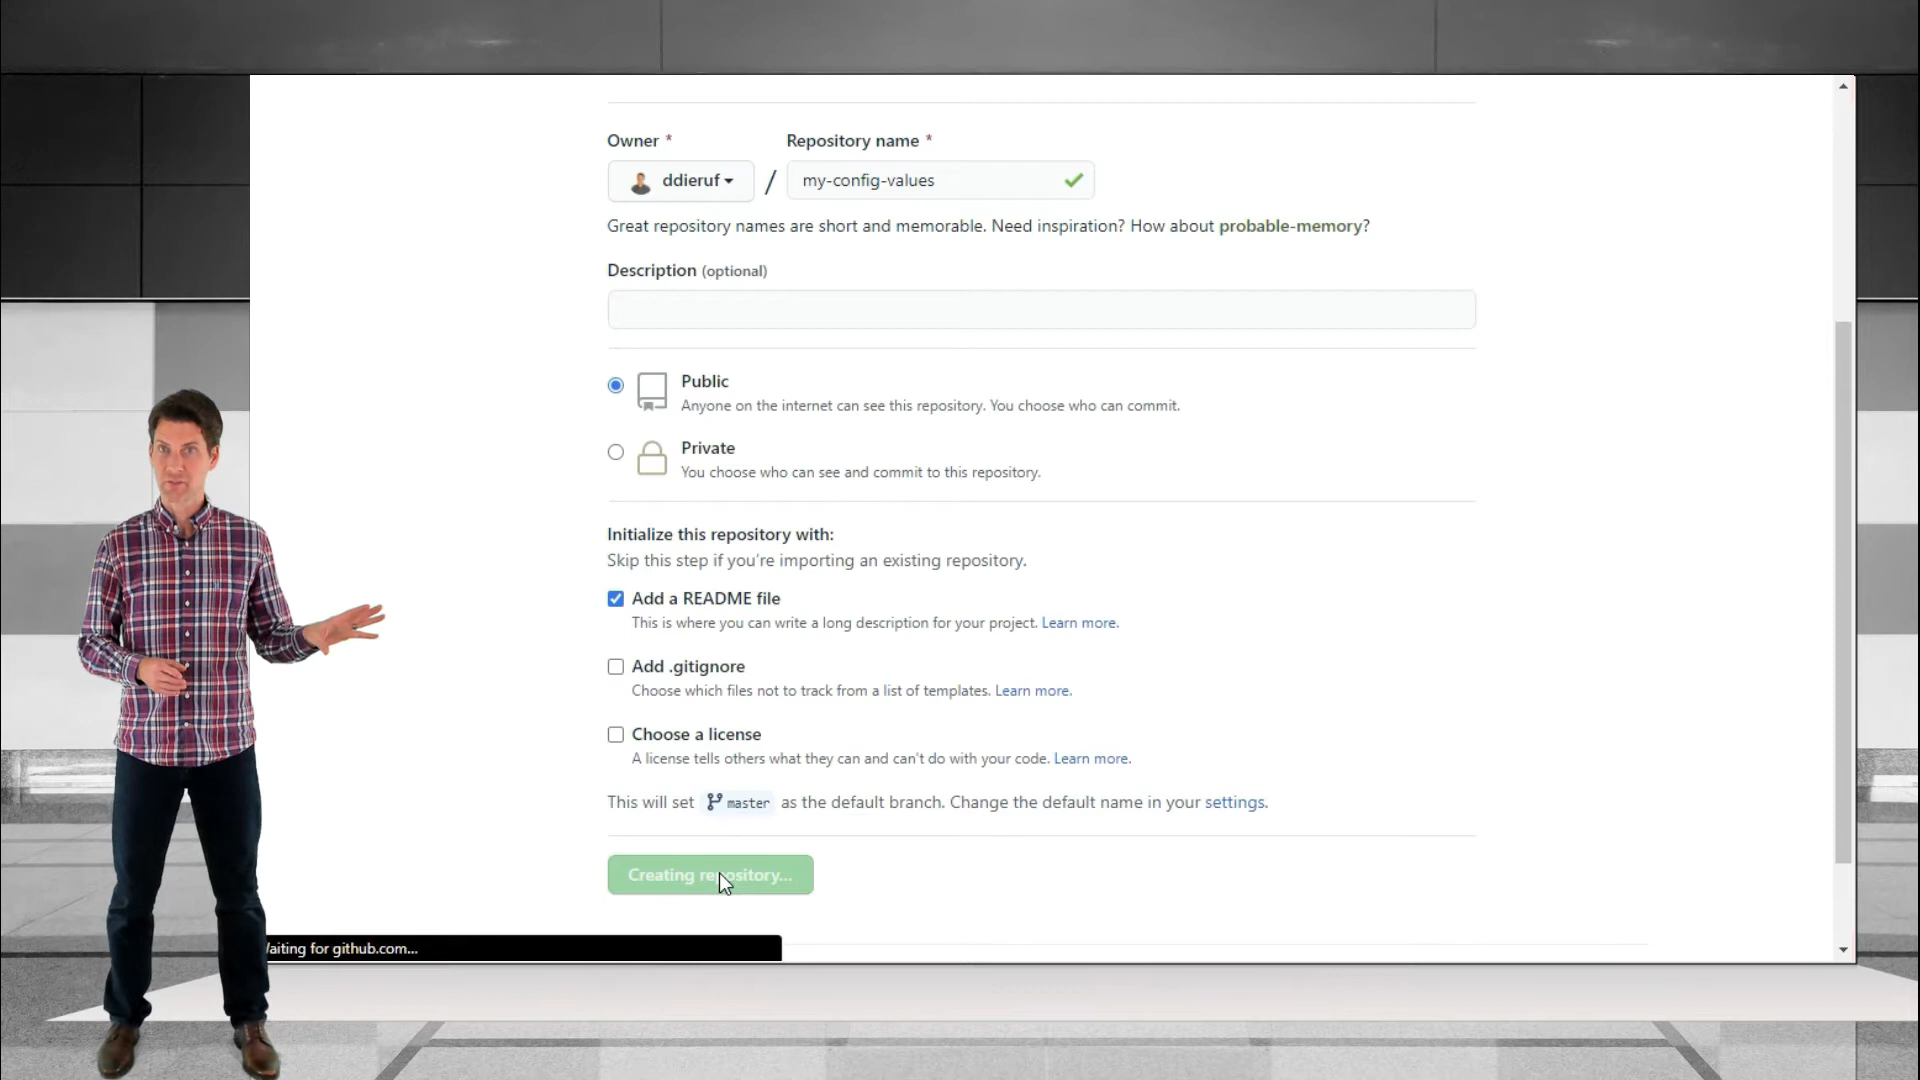 Owner * Repository name *
ddieruf / my-config-values
Great repository names are short and memorable. Need inspiration? How about probable-memory?
Description (optional)
Public
Anyone on the internet can see this repository. You choose who can commit.
Private
You choose who can see and commit to this repository.
Initialize this repository with:
Skip this step if you're importing an existing repository.
Add a README file
This is where you can write a long description for your project. Learn more.
Add .gitignore
Choose which files not to track from a list of templates. Learn more.
Choose a license
A license tells others what they can and can't do with your code. Learn more.
This will set master as the default branch. Change the default name in your settings.
Creating repository...
aiting for github.com...